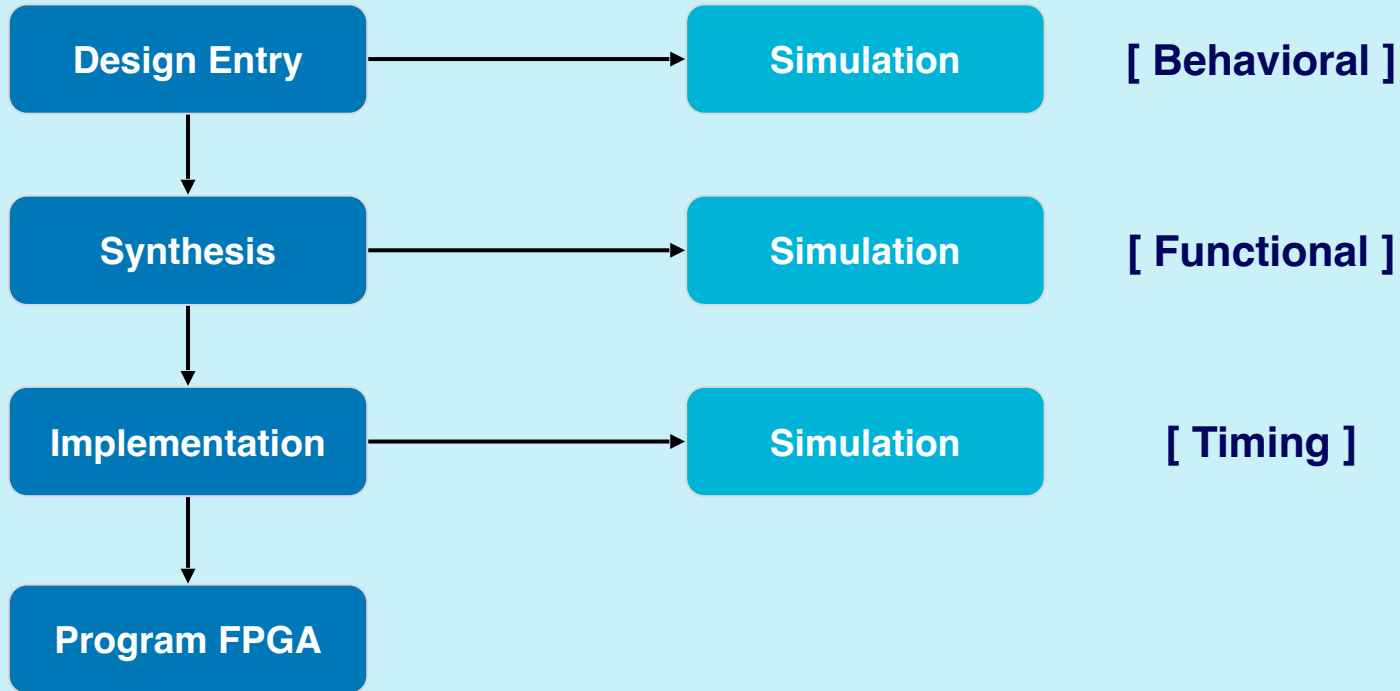 Design Entry
Simulation
[ Behavioral ]
Synthesis
Simulation
[ Functional ]
Implementation
Simulation
[ Timing ]
Program FPGA